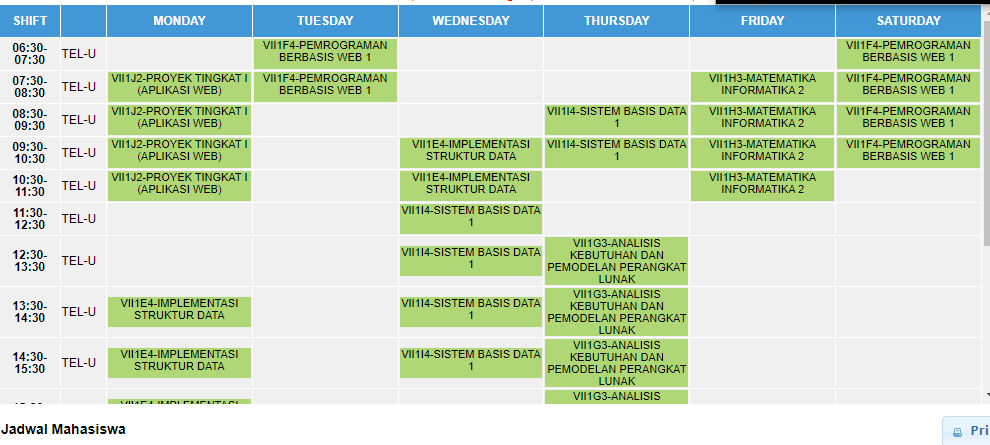 SHIFT MONDAY TUESDAY WEDNESDAY THURSDAY FRIDAY SATURDAY
06:30-
07:30
TEL-U
VII1F4-PEMROGRAMAN
BERBASIS WEB 1
VII1F4-PEMROGRAMAN
BERBASIS WEB 1
07:30-
08:30
TEL-U
VII1J2-PROYEK TINGKAT I
(APLIKASI WEB)
VII1F4-PEMROGRAMAN
BERBASIS WEB 1
VII1H3-MATEMATIKA
INFORMATIKA 2
VII1F4-PEMROGRAMAN
BERBASIS WEB 1
08:30-
09:30
TEL-U
VII1J2-PROYEK TINGKAT I
(APLIKASI WEB)
VII1I4-SISTEM BASIS DATA
1
VII1H3-MATEMATIKA
INFORMATIKA 2
VII1F4-PEMROGRAMAN
BERBASIS WEB 1
09:30-
10:30
TEL-U
VII1J2-PROYEK TINGKAT I
(APLIKASI WEB)
VII1E4-IMPLEMENTASI
STRUKTUR DATA
VII1I4-SISTEM BASIS DATA
1
VII1H3-MATEMATIKA
INFORMATIKA 2
VII1F4-PEMROGRAMAN
BERBASIS WEB 1
10:30-
11:30
TEL-U
VII1J2-PROYEK TINGKAT I
(APLIKASI WEB)
VII1E4-IMPLEMENTASI
STRUKTUR DATA
VII1H3-MATEMATIKA
INFORMATIKA 2
11:30-
12:30
TEL-U
VII1I4-SISTEM BASIS DATA
1
12:30-
13:30
TEL-U
VII1I4-SISTEM BASIS DATA
1
VII1G3-ANALISIS
KEBUTUHAN DAN
PEMODELAN PERANGKAT
LUNAK
13:30-
14:30
TEL-U
VII1E4-IMPLEMENTASI
STRUKTUR DATA
VII1I4-SISTEM BASIS DATA
1
VII1G3-ANALISIS
KEBUTUHAN DAN
PEMODELAN PERANGKAT
LUNAK
14:30-
15:30
TEL-U
VII1E4-IMPLEMENTASI
STRUKTUR DATA
VII1I4-SISTEM BASIS DATA
1
VII1G3-ANALISIS
KEBUTUHAN DAN
PEMODELAN PERANGKAT
LUNAK
VII1E4-IMPLEMENTASI
VII1G3-ANALISIS
Jadwal Mahasiswa
Pri